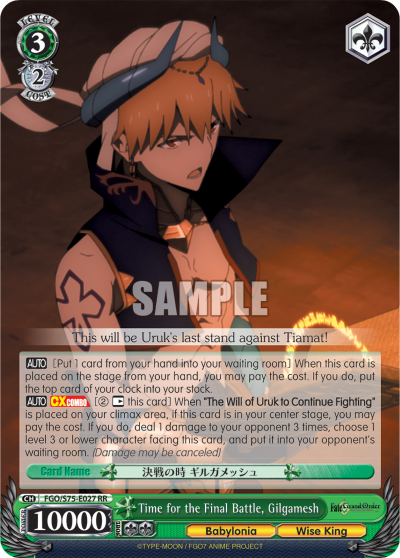 LEVEL
3
2
COST
SAMPLE
This will be Uruk's last stand against Tiamat!
AUTO [Put 1 card from your hand into your waiting room] When this card is
placed on the stage from your hand, you may pay the cost. If you do, put
the top card of your clock into your stock.
AUTO CXCOMBO [② this card] When "The Will of Uruk to Continue Fighting"
is placed on your climax area, if this card is in your center stage, you may
pay the cost. If you do, deal 1 damage to your opponent 3 times, choose
1 level 3 or lower character facing this card, and put it into your opponent's
waiting room. (Damage may be canceled)
Card Name 決戦の時 ギルガメッシュ
CH FGO/S75-E027 RR
Time for the Final Battle, Gilgamesh
Fate Grand Order
10000
Babylonia
Wise King
©TYPE-MOON / FGO7 ANIME PROJECT